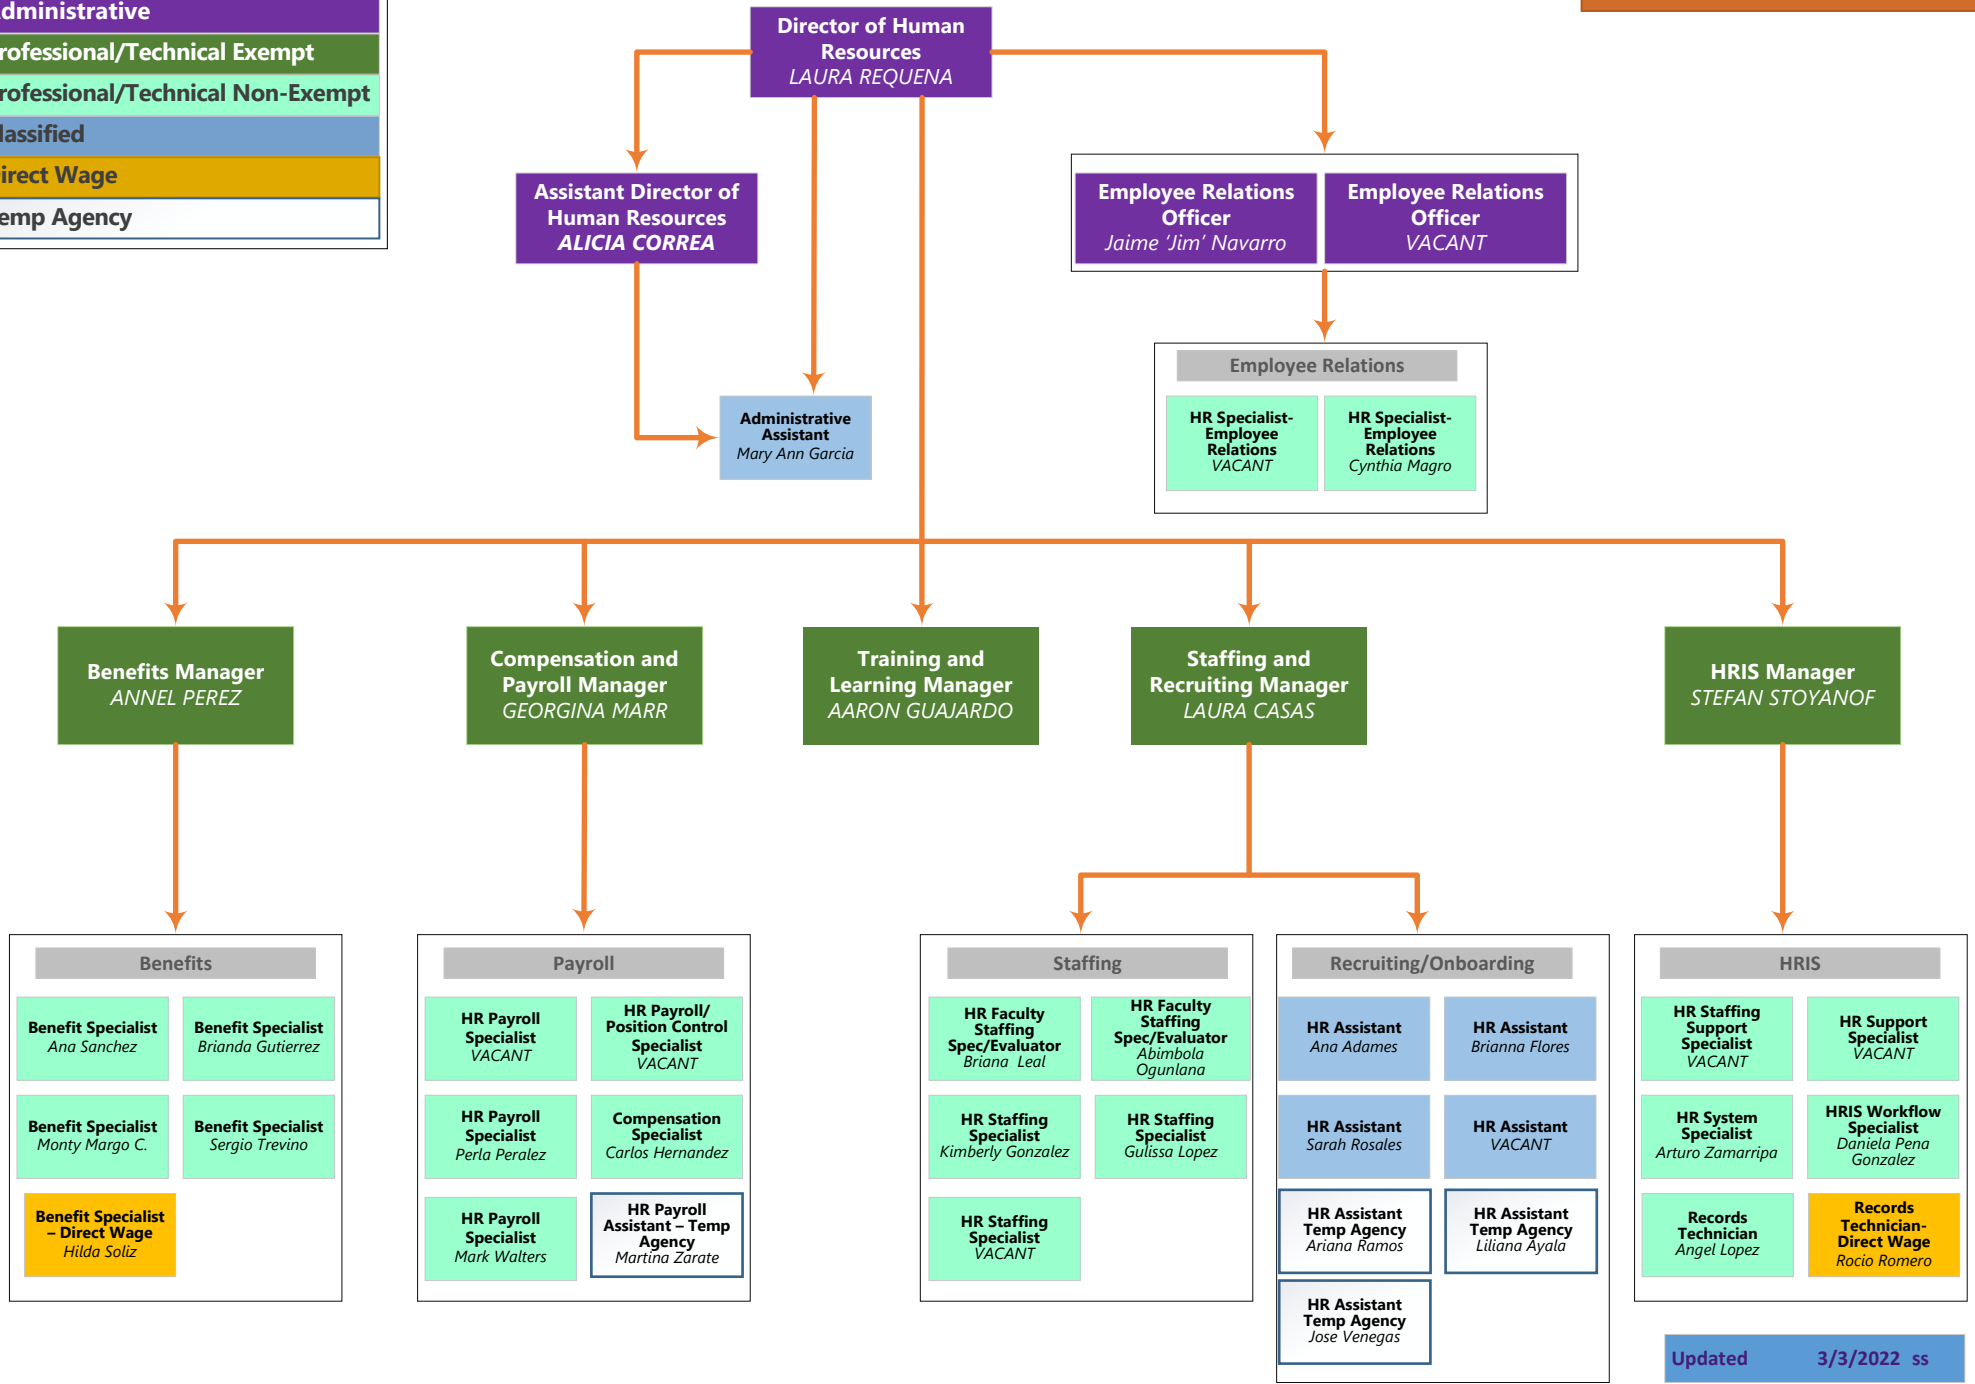 dministrative
rofessional/Technical Exempt
rofessional/Technical Non-Exempt
lassified
irect Wage
emp Agency
Director of Human
Resources
LAURA REQUENA
Assistant Director of
Human Resources
ALICIA CORREA
Employee Relations
Officer
Jaime ‘Jim’ Navarro
Employee Relations
Officer
VACANT
Employee Relations
HR Specialist-
Employee
Relations
VACANT
HR Specialist-
Employee
Relations
Cynthia Magro
Administrative
Assistant
Mary Ann Garcia
Benefits Manager
ANNEL PEREZ
Compensation and
Payroll Manager
GEORGINA MARR
Training and
Learning Manager
AARON GUAJARDO
Staffing and
Recruiting Manager
LAURA CASAS
HRIS Manager
STEFAN STOYANOF
Benefits
Benefit Specialist
Ana Sanchez
Benefit Specialist
Brianda Gutierrez
Benefit Specialist
Monty Margo C.
Benefit Specialist
Sergio Trevino
Benefit Specialist
– Direct Wage
Hilda Soliz
Payroll
HR Payroll
Specialist
VACANT
HR Payroll/
Position Control
Specialist
VACANT
HR Payroll
Specialist
Perla Peralez
Compensation
Specialist
Carlos Hernandez
HR Payroll
Specialist
Mark Walters
HR Payroll
Assistant – Temp
Agency
Martina Zarate
Staffing
HR Faculty
Staffing
Spec/Evaluator
Briana  Leal
HR Faculty
Staffing
Spec/Evaluator
Abimbola
Ogunlana
HR Staffing
Specialist
Kimberly Gonzalez
HR Staffing
Specialist
Gulissa Lopez
HR Staffing
Specialist
VACANT
Recruiting/Onboarding
HR Assistant
Ana Adames
HR Assistant
Brianna Flores
HR Assistant
Sarah Rosales
HR Assistant
VACANT
HR Assistant
Temp Agency
Ariana Ramos
HR Assistant
Temp Agency
Liliana Ayala
HR Assistant
Temp Agency
Jose Venegas
HRIS
HR Staffing
Support
Specialist
VACANT
HR Support
Specialist
VACANT
HR System
Specialist
Arturo Zamarripa
HRIS Workflow
Specialist
Daniela Pena
Gonzalez
Records
Technician
Angel Lopez
Records
Technician-
Direct Wage
Rocio Romero
Updated 3/3/2022 ss